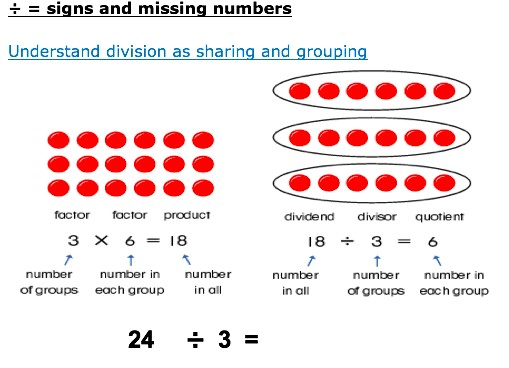 ÷ = signs and missing numbers
Understand division as sharing and grouping
factor factor product
3 × 6 = 18
number of groups
number in each group
number in all
dividend divisor quotient
18 ÷ 3 = 6
number in all
number of groups
number in each group
24 ÷ 3 =